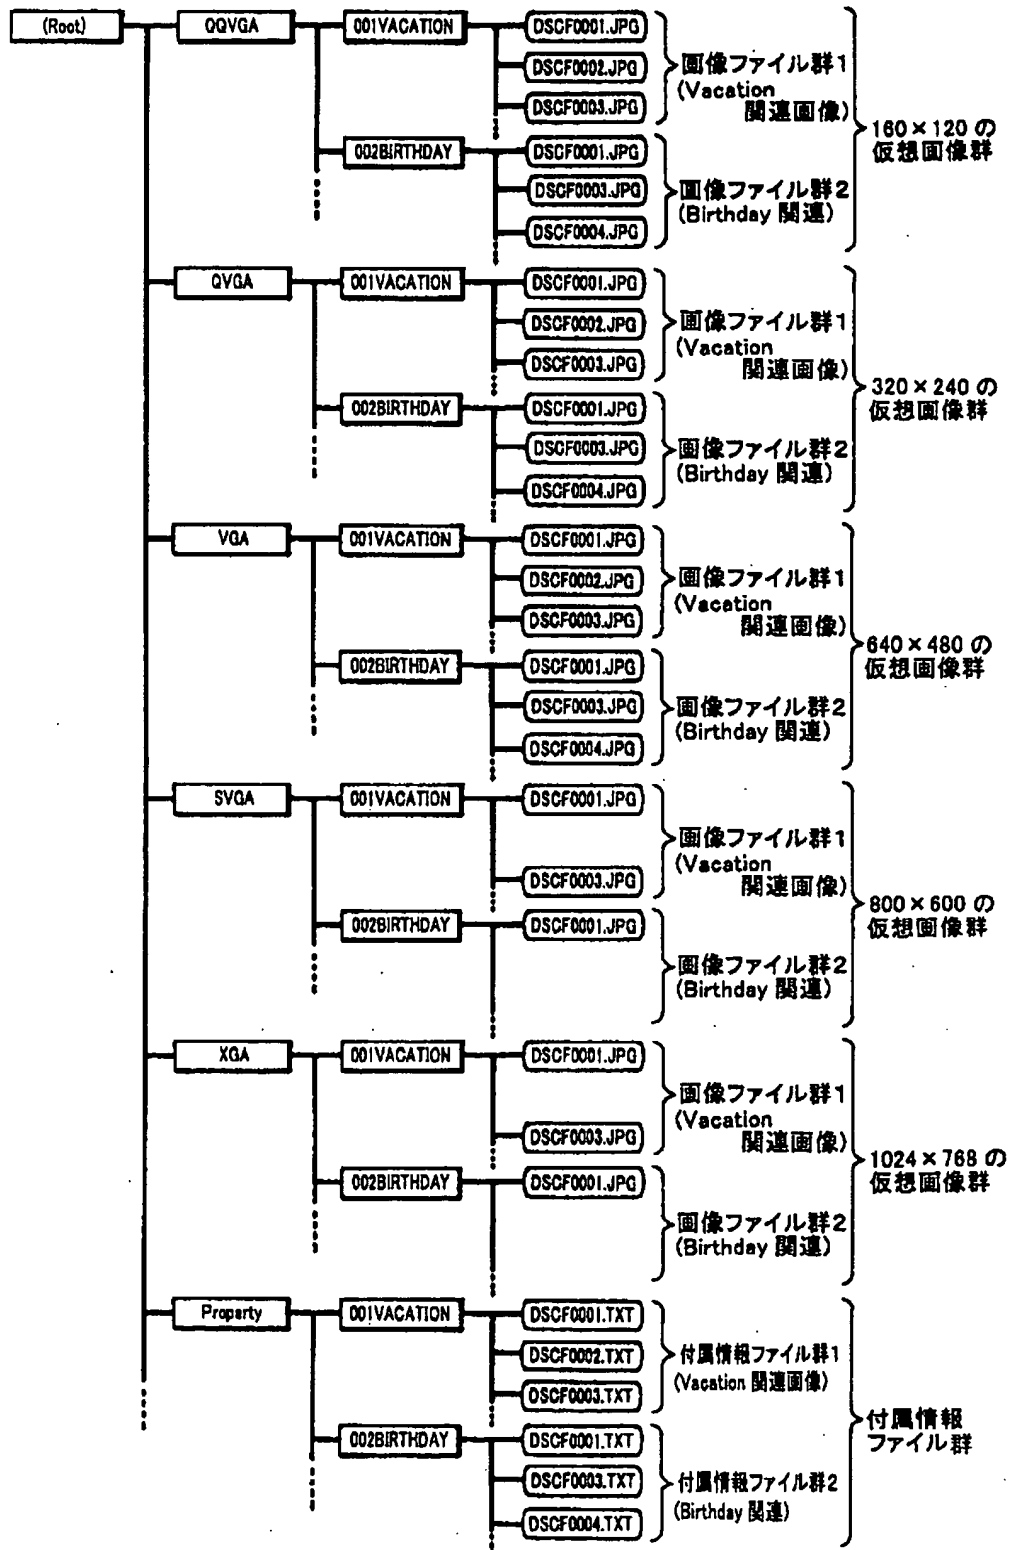 (Root)
QQVGA
001VACATION
DSCF0001.JPG
DSCF0002.JPG
DSCF0003.JPG
画像ファイル群1
(Vacation
関連画像)
002BIRTHDAY
DSCF0001.JPG
DSCF0003.JPG
DSCF0004.JPG
画像ファイル群2
(Birthday 関連)
160×120 の
仮想画像群
QVGA
001VACATION
DSCF0001.JPG
DSCF0002.JPG
DSCF0003.JPG
画像ファイル群1
(Vacation
関連画像)
002BIRTHDAY
DSCF0001.JPG
DSCF0003.JPG
DSCF0004.JPG
画像ファイル群2
(Birthday 関連)
320×240 の
仮想画像群
VGA
001VACATION
DSCF0001.JPG
DSCF0002.JPG
DSCF0003.JPG
画像ファイル群1
(Vacation
関連画像)
002BIRTHDAY
DSCF0001.JPG
DSCF0003.JPG
DSCF0004.JPG
画像ファイル群2
(Birthday 関連)
640×480 の
仮想画像群
SVGA
001VACATION
DSCF0001.JPG
DSCF0003.JPG
画像ファイル群1
(Vacation
関連画像)
002BIRTHDAY
DSCF0001.JPG
画像ファイル群2
(Birthday 関連)
800×600 の
仮想画像群
XGA
001VACATION
DSCF0001.JPG
DSCF0003.JPG
画像ファイル群1
(Vacation
関連画像)
002BIRTHDAY
DSCF0001.JPG
画像ファイル群2
(Birthday 関連)
1024×768 の
仮想画像群
Property
001VACATION
DSCF0001.TXT
DSCF0002.TXT
DSCF0003.TXT
付属情報ファイル群1
(Vacation 関連画像)
002BIRTHDAY
DSCF0001.TXT
DSCF0003.TXT
DSCF0004.TXT
付属情報ファイル群2
(Birthday 関連)
付属情報
ファイル群